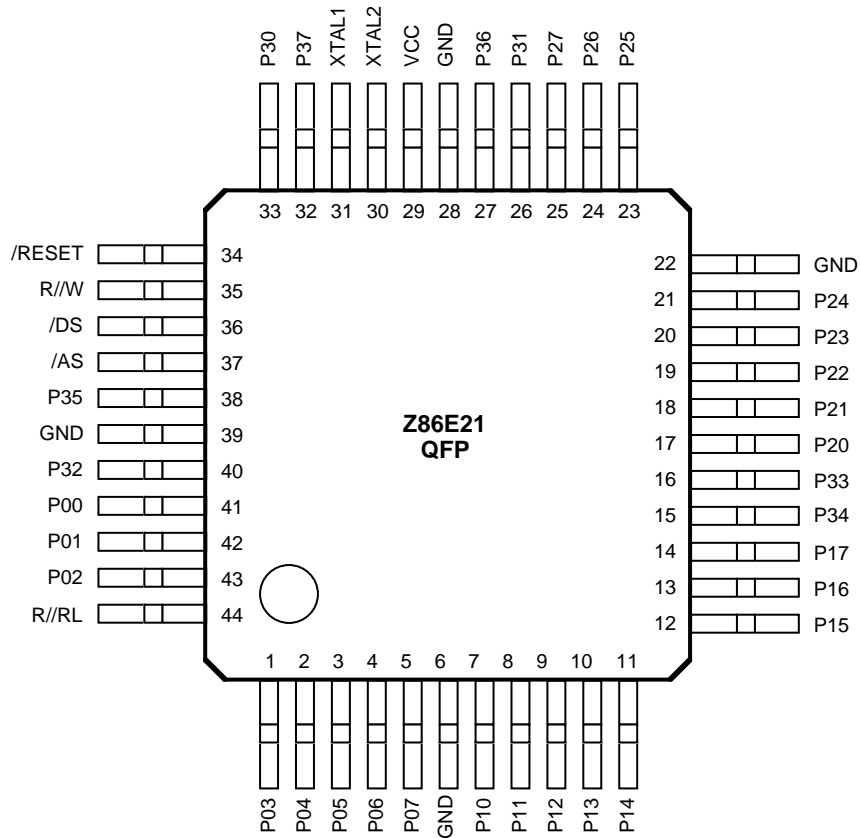 P30 P37 XTAL1 XTAL2 VCC GND P36 P31 P27 P26 P25
33 32 31 30 29 28 27 26 25 24 23
/RESET 34
R//W 35
/DS 36
/AS 37
P35 38
GND 39
P32 40
P00 41
P01 42
P02 43
R//RL 44
Z86E21
QFP
22 GND
21 P24
20 P23
19 P22
18 P21
17 P20
16 P33
15 P34
14 P17
13 P16
12 P15
1 2 3 4 5 6 7 8 9 10 11
P03 P04 P05 P06 P07 GND P10 P11 P12 P13 P14